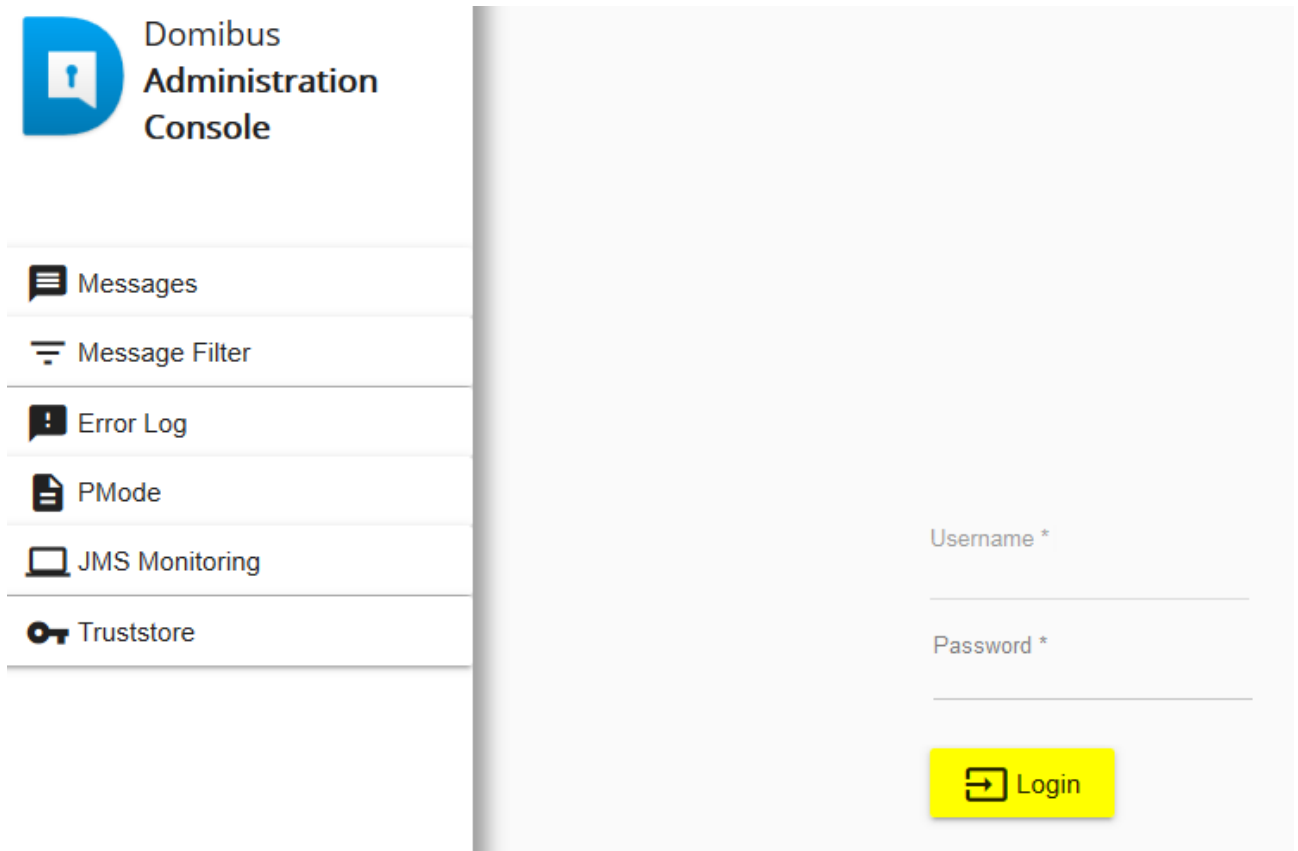 Domibus
Administration
Console
Messages
Message Filter
Error Log
PMode
JMS Monitoring
Truststore
Username *
Password *
Login